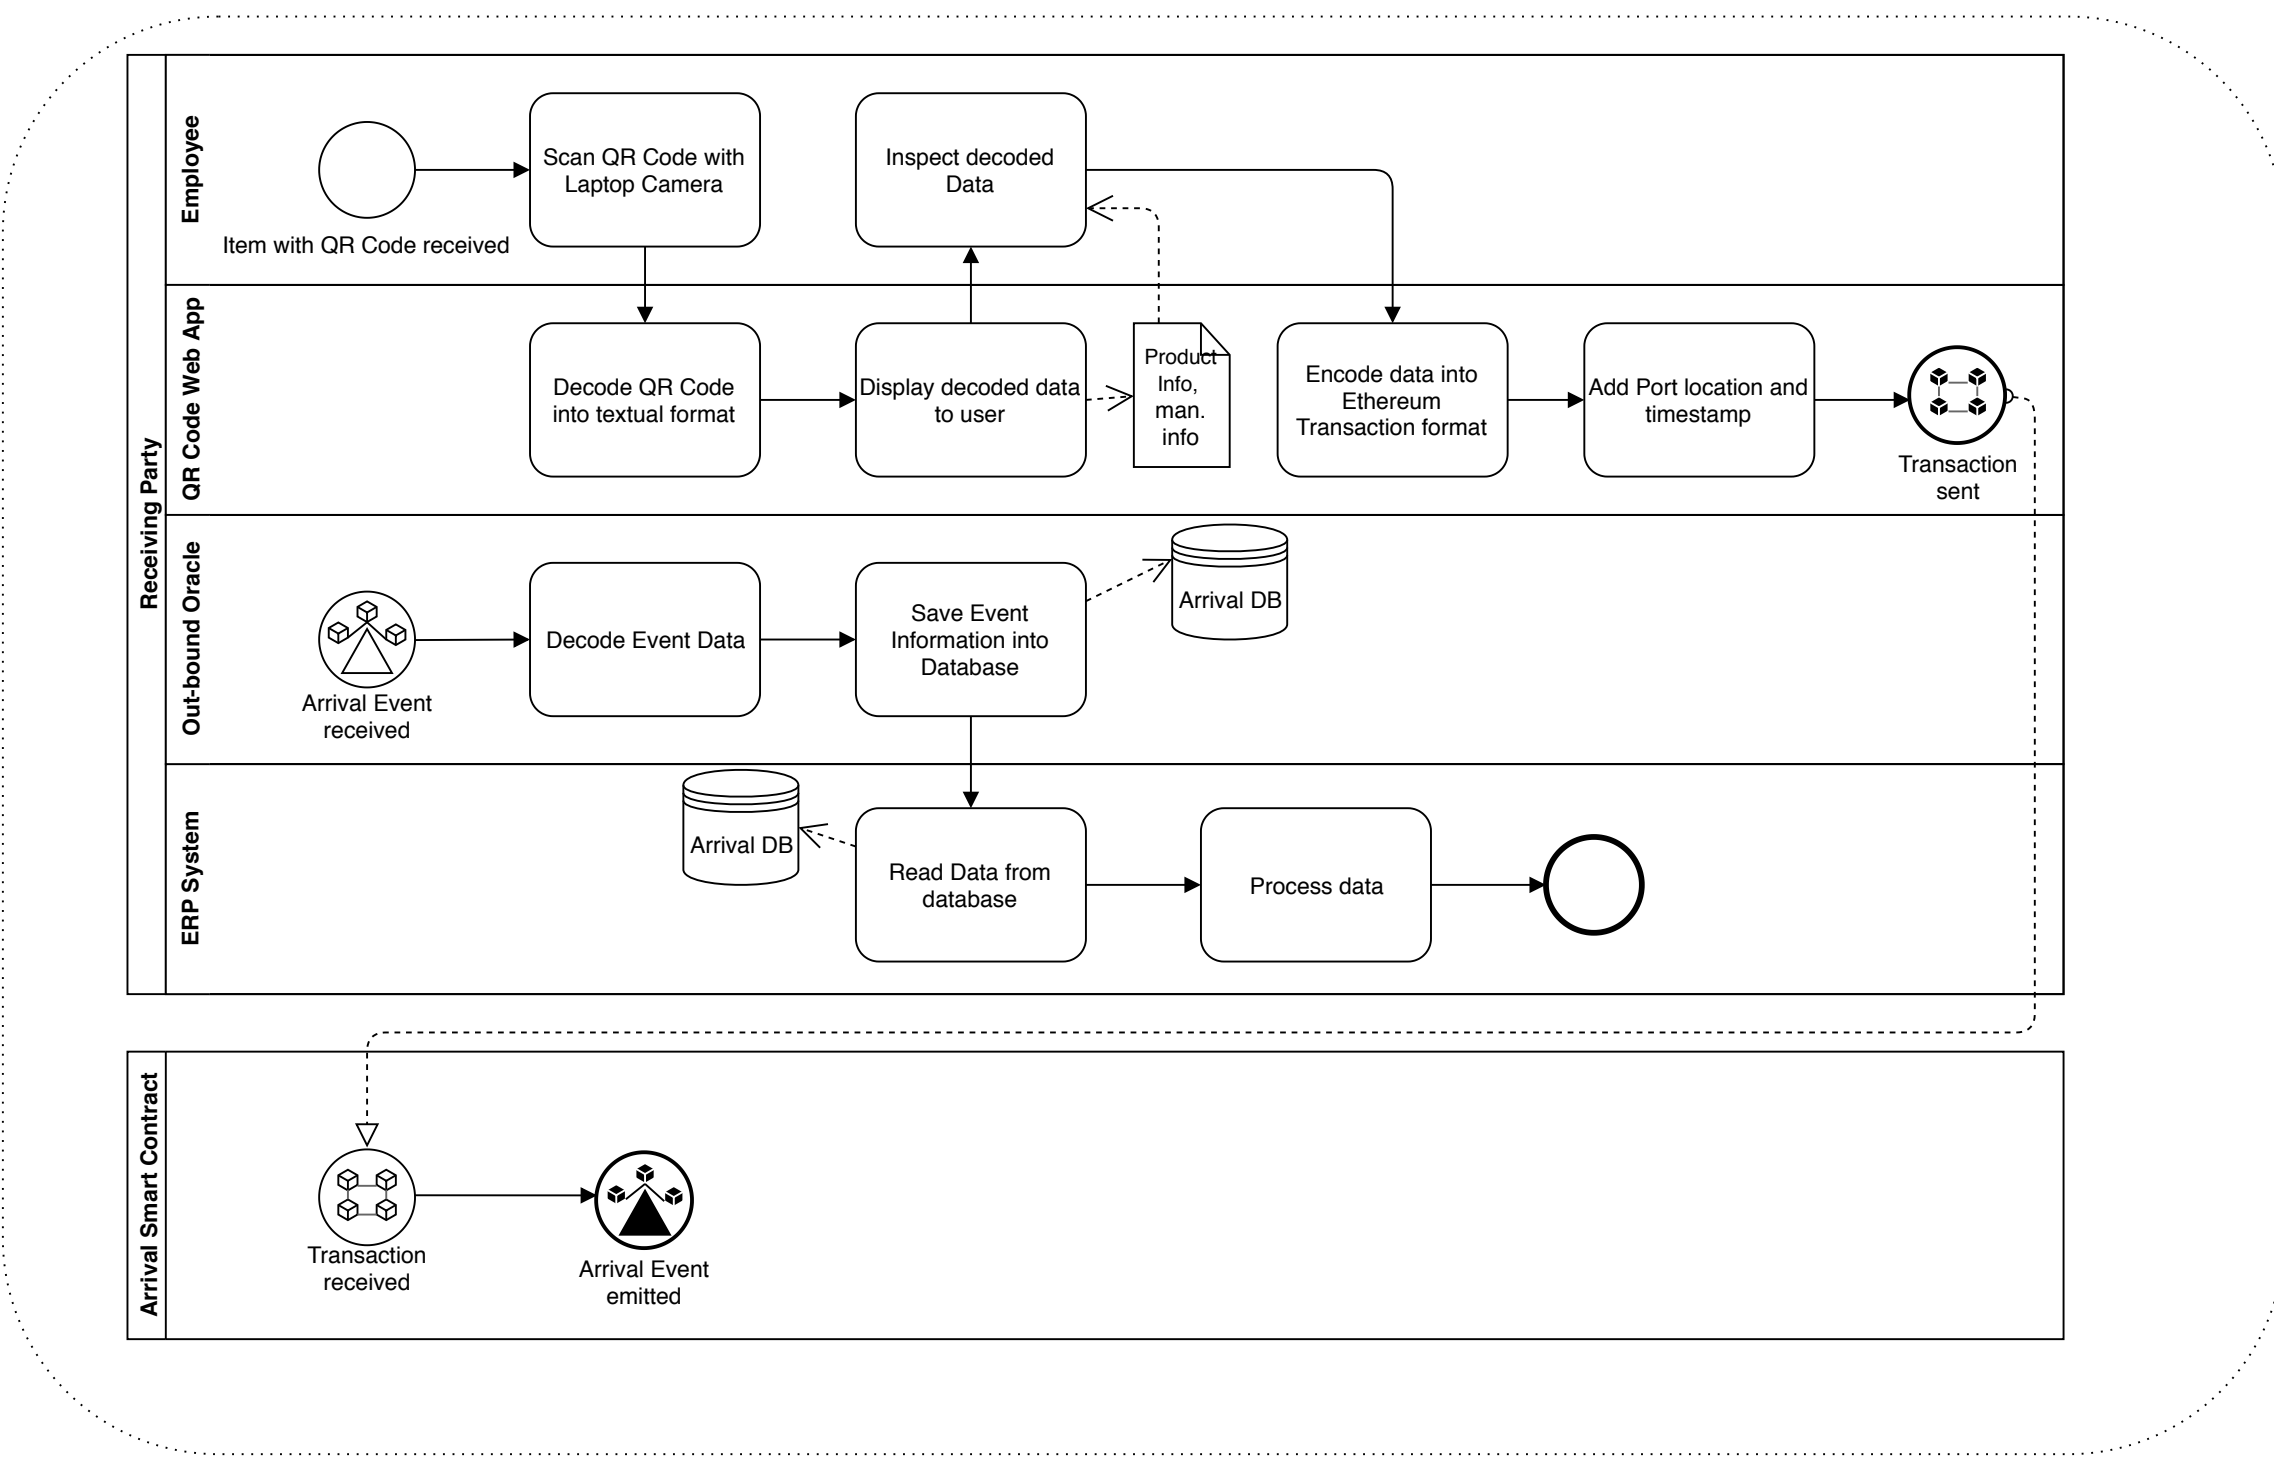 Receiving Party
Employee
Item with QR Code received
Scan QR Code with
Laptop Camera
Inspect decoded
Data
QR Code Web App
Decode QR Code
into textual format
Display decoded data
to user
Product
Info,
man.
info
Encode data into
Ethereum
Transaction format
Add Port location and
timestamp
Transaction
sent
Out-bound Oracle
Arrival Event
received
Decode Event Data
Save Event
Information into
Database
Arrival DB
ERP System
Arrival DB
Read Data from
database
Process data
Arrival Smart Contract
Transaction
received
Arrival Event
emitted